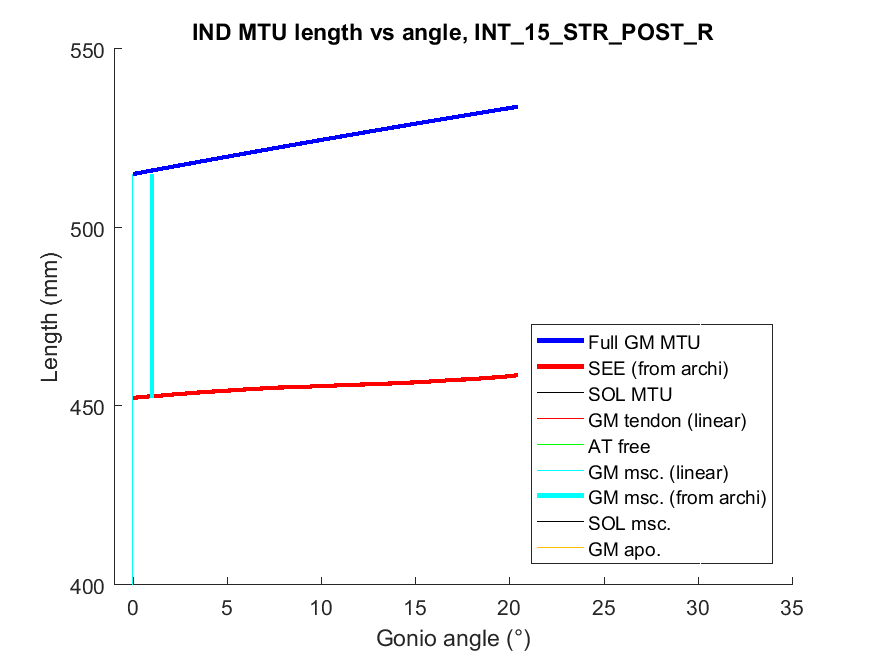 IND MTU length vs angle, INT_15_STR_POST_R
550
500
450
400
Length (mm)
0 5 10 15 20 25 30 35
Gonio angle (°)
Full GM MTU
SEE (from archi)
SOL MTU
GM tendon (linear)
AT free
GM msc. (linear)
GM msc. (from archi)
SOL msc.
GM apo.